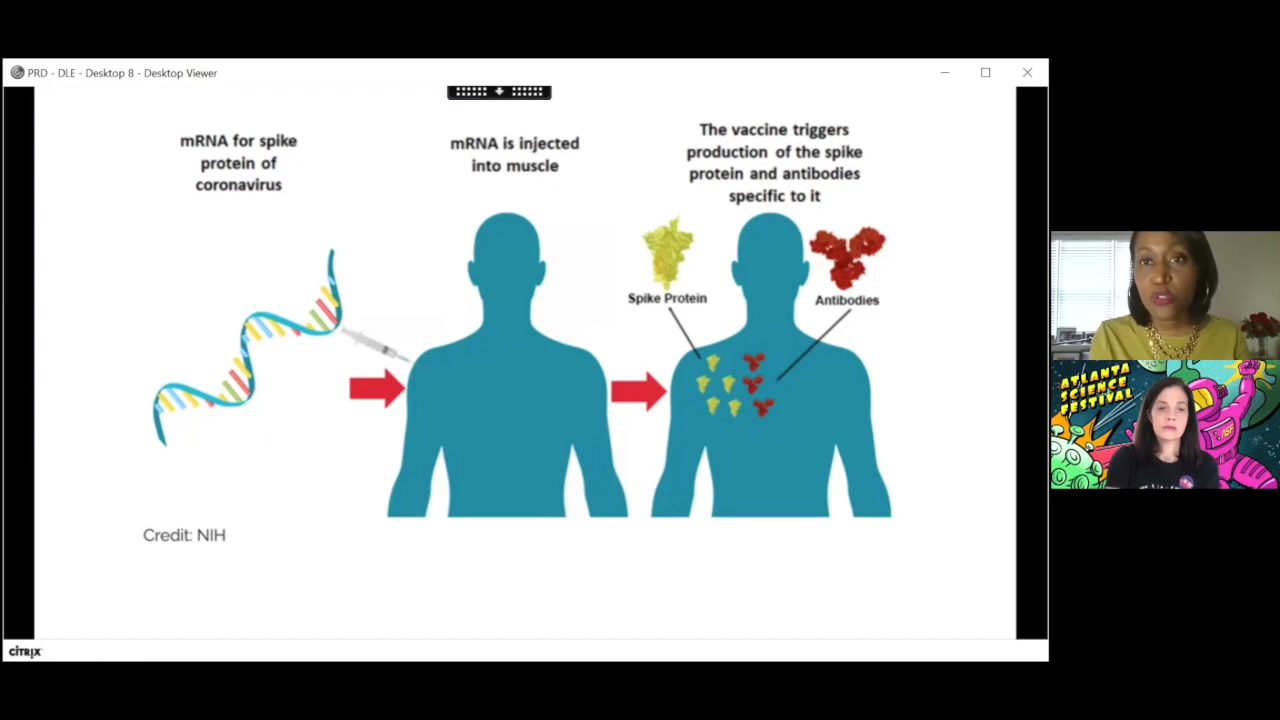 PRD - DLE - Desktop 8 - Desktop Viewer
mRNA for spike
protein of
coronavirus
mRNA is injected
into muscle
The vaccine triggers
production of the spike
protein and antibodies
specific to it
Spike Protein
Antibodies
Credit: NIH
CITRIX
ATLANTA
SCIENCE
FESTIVAL
ASF